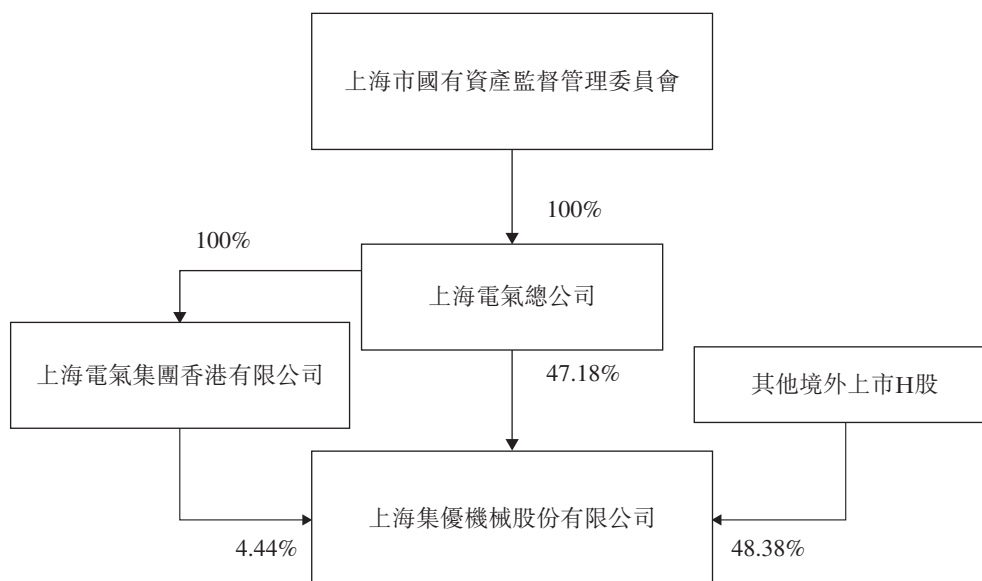 上海市國有資產監督管理委員會
100%
100%
上海電氣總公司
上海電氣集團香港有限公司
47.18%
其他境外上市H股
上海集優機械股份有限公司
4.44%
48.38%